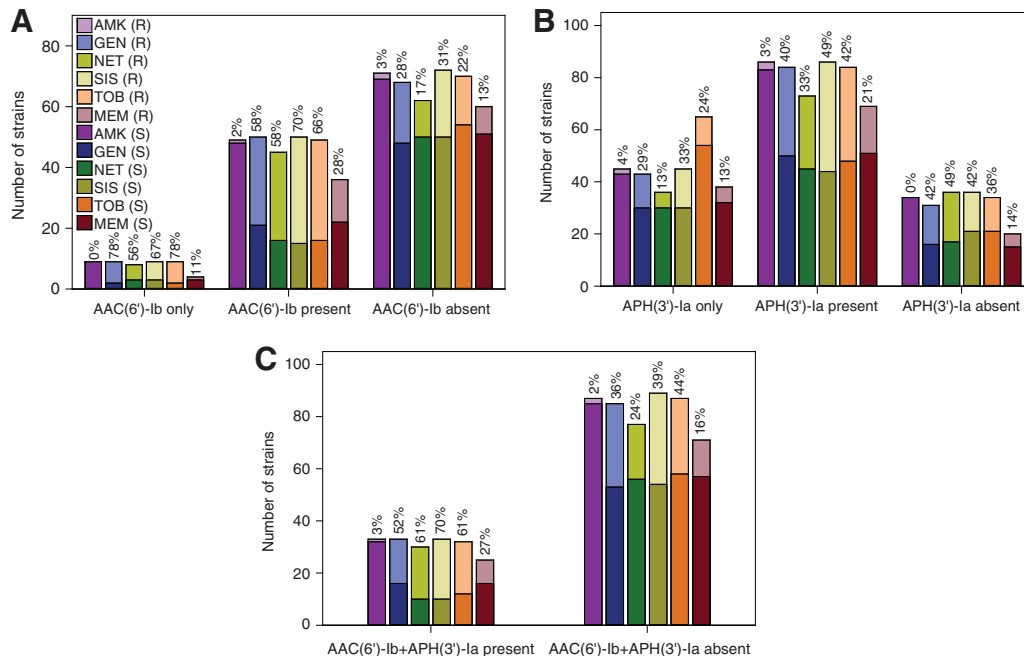 A
AMK (R)
GEN (R)
NET (R)
SIS (R)
TOB (R)
MEM (R)
AMK (S)
GEN (S)
NET (S)
SIS (S)
TOB (S)
MEM (S)
Number of strains
80
60
40
20
0
0% 78% 56% 67% 78% 11%
2% 58% 58% 70% 66% 28%
3% 28% 17% 31% 22% 13%
AAC(6')-Ib only AAC(6')-Ib present AAC(6')-Ib absent
B
Number of strains
100
80
60
40
20
0
4% 29% 13% 33% 24% 13%
3% 40% 33% 49% 42% 21%
0% 42% 49% 42% 36% 14%
APH(3')-Ia only APH(3')-Ia present APH(3')-Ia absent
C
Number of strains
100
80
60
40
20
0
3% 52% 61% 70% 61% 27%
2% 36% 24% 39% 44% 16%
AAC(6')-Ib+APH(3')-Ia present AAC(6')-Ib+APH(3')-Ia absent